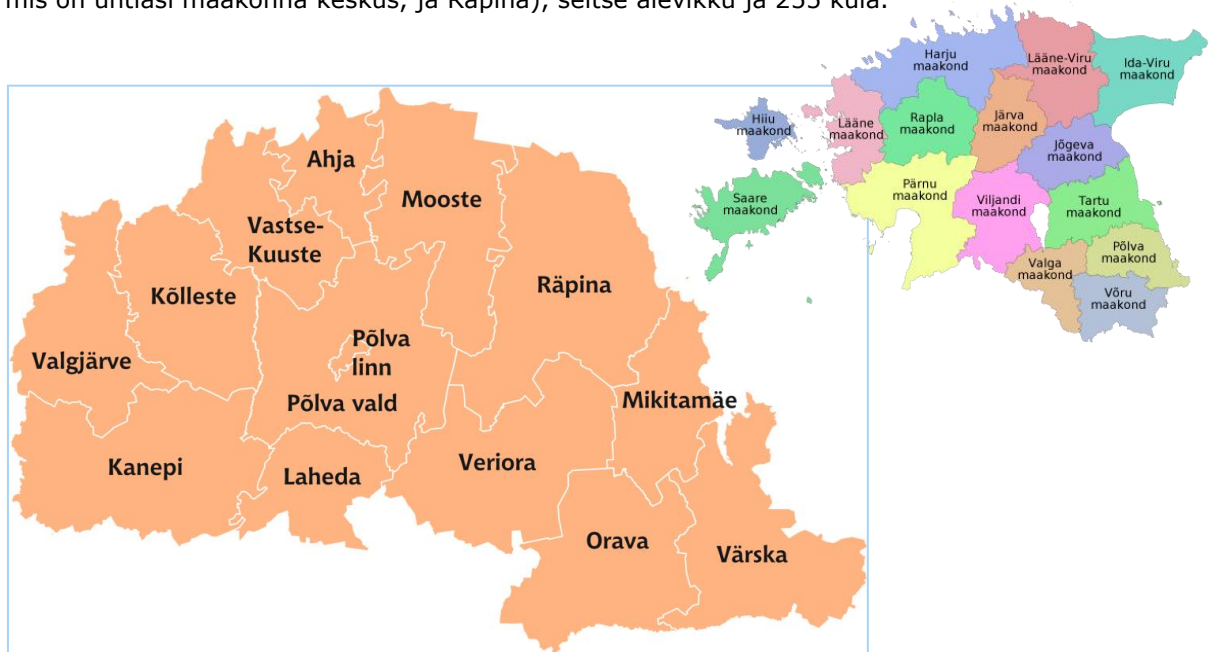 mis on ühtlasi maakonna keskus, ja Räpina), seitse alevikku ja 235 küla.
Harju
maakond
Lääne-Viru
maakond
Ida-Viru
maakond
Hiiu
maakond
Lääne
maakond
Rapla
maakond
Järva
maakond
Jõgeva
maakond
Saare
maakond
Pärnu
maakond
Viljandi
maakond
Tartu
maakond
Valga
maakond
Põlva
maakond
Võru
maakond
Ahja
Mooste
Vastse-
Kuuste
Kõlleste
Räpina
Valgjärve
Põlva
linn
Põlva vald
Mikitamäe
Kanepi
Laheda
Veriora
Orava
Värska